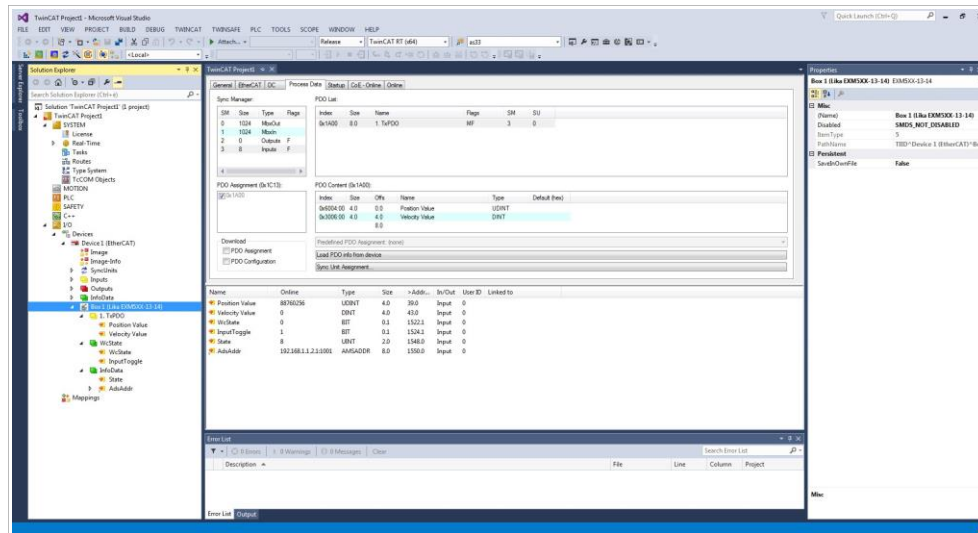 TwinCAT Project1 - Microsoft Visual Studio
Quick Launch (Ctrl+Q)
FILE EDIT VIEW PROJECT BUILD DEBUG TWINCAT TWINSAFE PLC TOOLS SCOPE WINDOW HELP
Attach... Release TwinCAT RT (x64)
<Local>
Server Explorer
Toolbox
Solution Explorer
Search Solution Explorer
Solution 'TwinCAT Project1' (1 project)
TwinCAT Project1
SYSTEM
License
Real-Time
Tasks
Routes
Type System
TcCOM Objects
MOTION
PLC
SAFETY
C++
I/O
Devices
Device 1 (EtherCAT)
Image
Image-Info
SyncUnits
Inputs
Outputs
InfoData
Box 1 (Lika EXM5XX-13-14)
1. TxPDO
Position Value
Velocity Value
WcState
WcState
InputToggle
InfoData
State
AdsAddr
Mappings
TwinCAT Project1
General EtherCAT DC Process Data Startup CoE - Online Online
Sync Manager: PDO List:
SM Size Type Flags
0 1024 MbxOut
1 1024 MbxIn
2 0 Outputs F
3 8 Inputs F
Index Size Name Flags SM SU
0x1A00 8.0 1. TxPDO MF 3 0
PDO Assignment (0x1C13): PDO Content (0x1A00):
0x1A00
Index Size Offs Name Type Default (hex)
0x6004:00 4.0 0.0 Position Value UDINT
0x3006:00 4.0 4.0 Velocity Value DINT
8.0
Download
PDO Assignment
PDO Configuration
Predefined PDO Assignment: (none)
Load PDO info from device
Sync Unit Assignment...
Name Online Type Size >Addr... In/Out User ID Linked to
Position Value 88760236 UDINT 4.0 39.0 Input 0
Velocity Value 0 DINT 4.0 43.0 Input 0
WcState 0 BIT 0.1 1522.1 Input 0
InputToggle 1 BIT 0.1 1524.1 Input 0
State 8 UINT 2.0 1548.0 Input 0
AdsAddr 192.168.1.1.2.1:1001 AMSADDR 8.0 1550.0 Input 0
Error List
0 Errors 0 Warnings 0 Messages Clear
Search Error List
Description File Line Column Project
Error List Output
Properties
Box 1 (Lika EXM5XX-13-14) EXM5XX-13-14
Misc
(Name) Box 1 (Lika EXM5XX-13-14)
Disabled SMDS_NOT_DISABLED
ItemType 5
PathName TIID^Device 1 (EtherCAT)^Bo
Persistent
SaveInOwnFile False
Misc